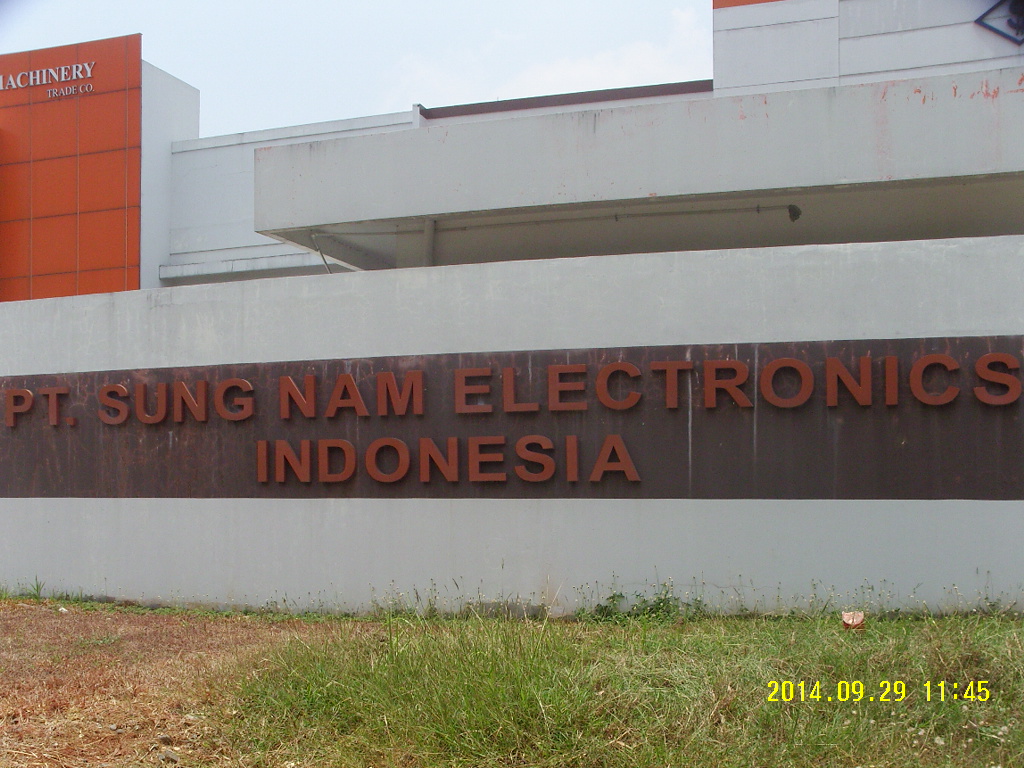 MACHINERY
TRADE CO.
PT. SUNG NAM ELECTRONICS
INDONESIA
2014.09.29 11:45